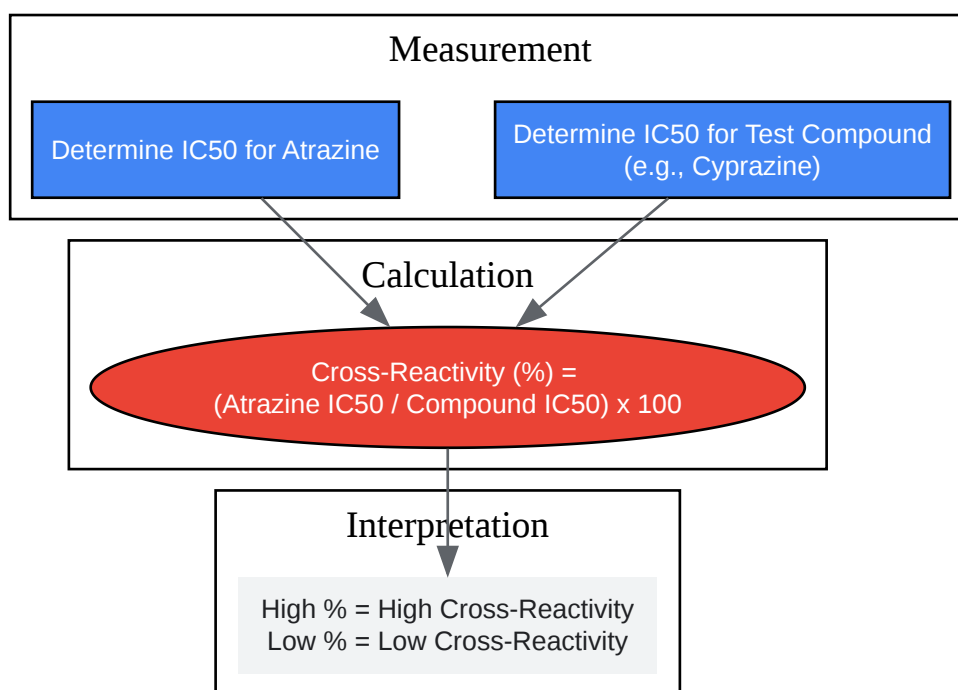 Measurement
Determine IC50 for Atrazine
Determine IC50 for Test Compound
(e.g., Cyprazine)
Calculation
Cross-Reactivity (%) =
(Atrazine IC50 / Compound IC50) x 100
Interpretation
High % = High Cross-Reactivity
Low % = Low Cross-Reactivity